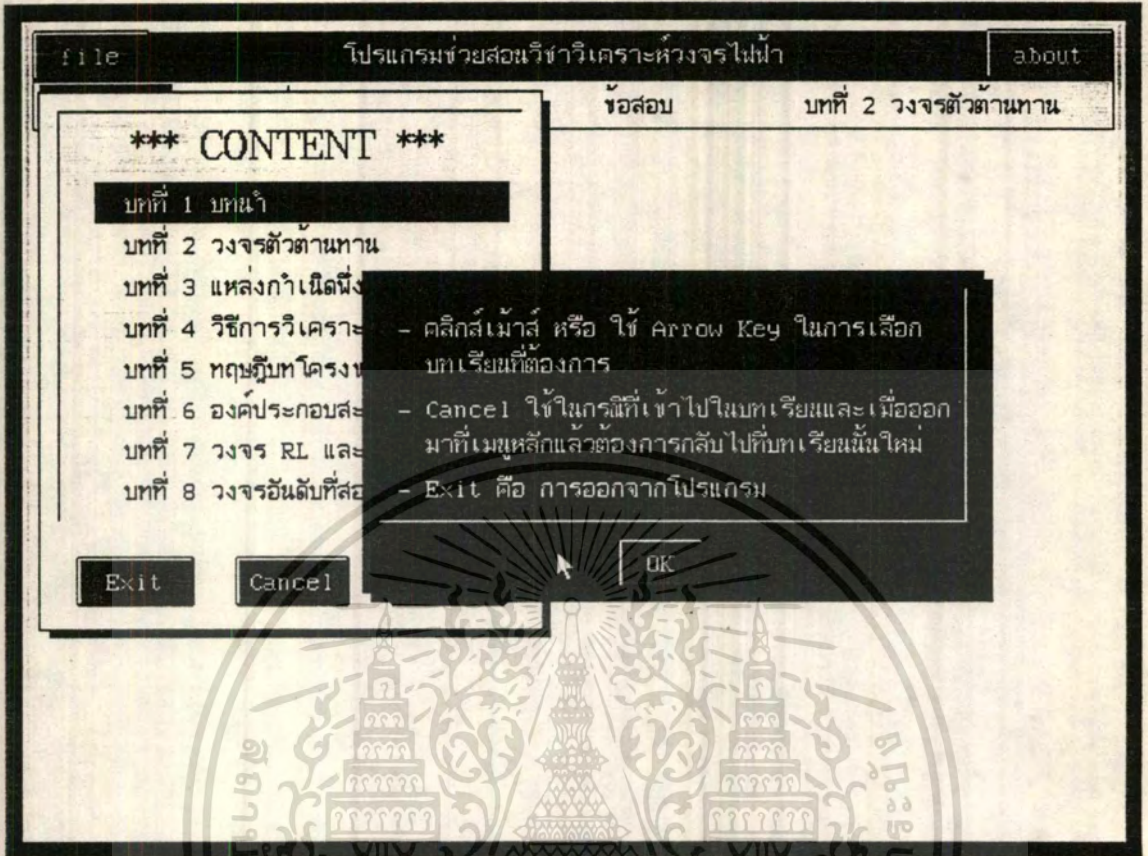 file
โปรแกรมช่วยสอนวิชาวิเคราะห์วงจรไฟฟ้า
about
ข้อสอบ
บทที่ 2 วงจรตัวต้านทาน
*** CONTENT ***
บทที่ 1 บทนำ
บทที่ 2 วงจรตัวต้านทาน
บทที่ 3 แหล่งกำเนิดพึ่ง
บทที่ 4 วิธีการวิเคราะ
บทที่ 5 ทฤษฎีบทโครงข
บทที่ 6 องค์ประกอบสะ
บทที่ 7 วงจร RL และ
บทที่ 8 วงจรอันดับที่สอ
Exit
Cancel
- คลิกส์เม้าส์ หรือ ใช้ Arrow Key ในการเลือก
บทเรียนที่ต้องการ
- Cancel ใช้ในกรณีที่เข้าไปในบทเรียนและเมื่อออก
มาที่เมนูหลักแล้วต้องการกลับไปที่บทเรียนนั้นใหม่
- Exit คือ การออกจากโปรแกรม
OK